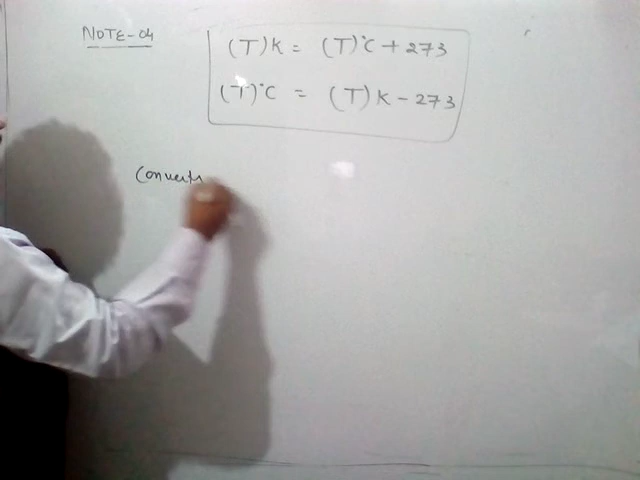 NOTE-04
(T)K = (T)°C + 273
(T)°C = (T)K - 273